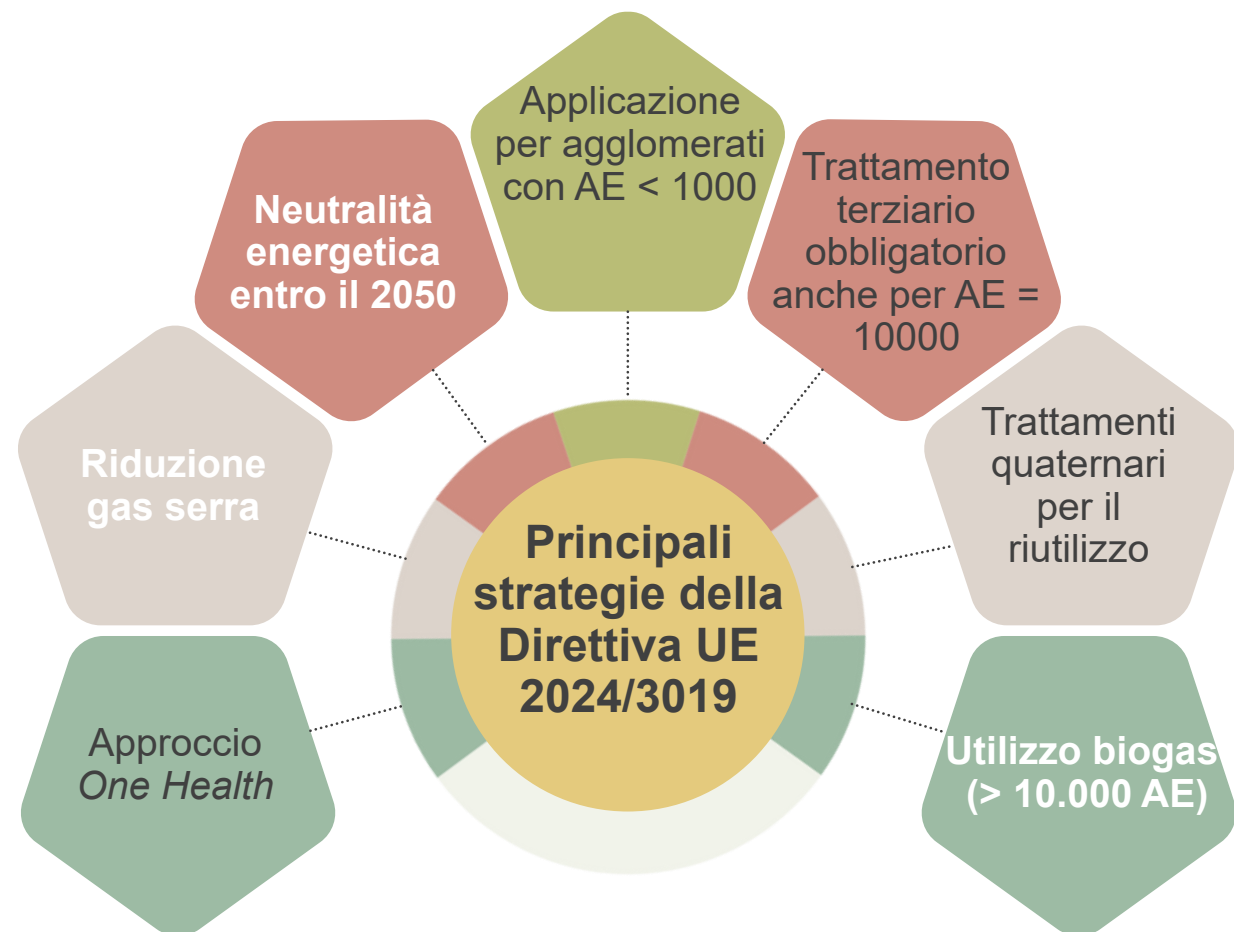 Applicazione
per agglomerati
con AE < 1000
Neutralità
energetica
entro il 2050
Trattamento
terziario
obbligatorio
anche per AE =
10000
Riduzione
gas serra
Trattamenti
quaternari
per il
riutilizzo
Principali
strategie della
Direttiva UE
2024/3019
Approccio
One Health
Utilizzo biogas
(> 10.000 AE)